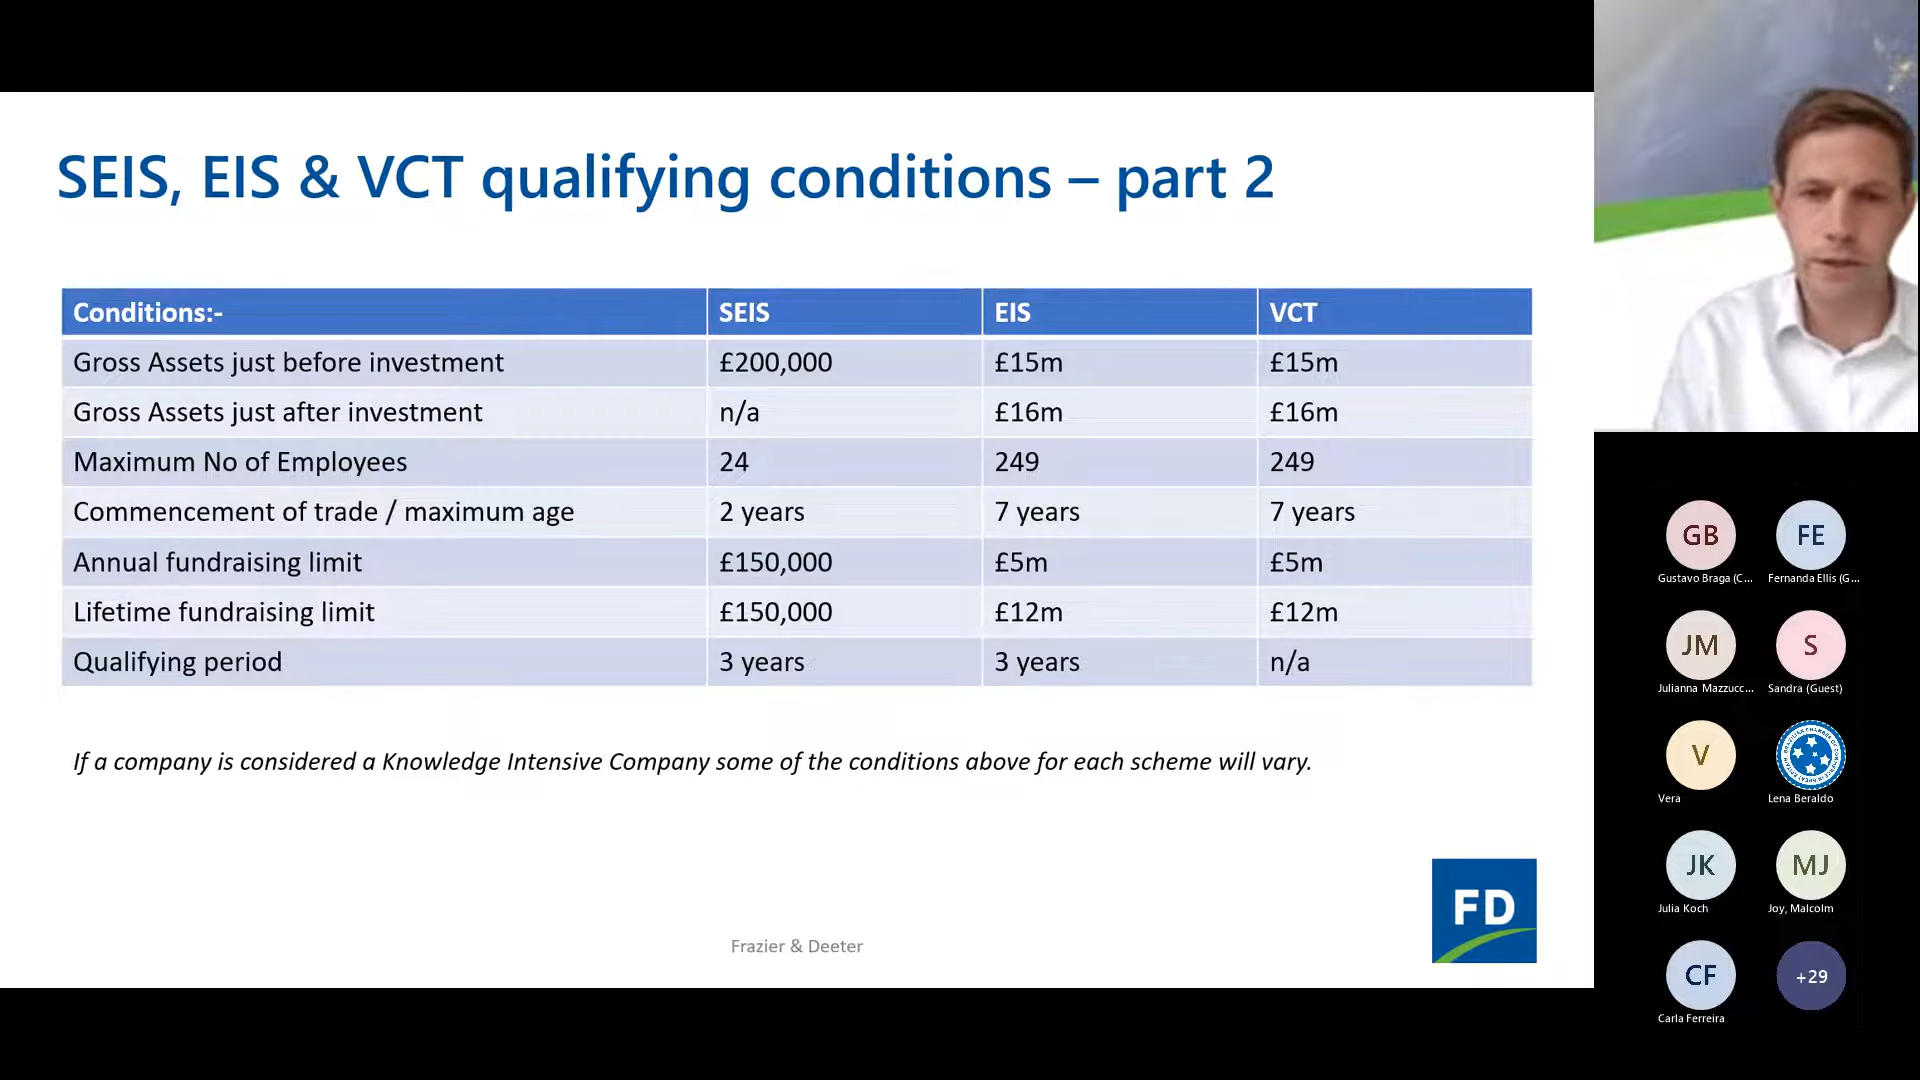 SEIS, EIS & VCT qualifying conditions – part 2
Conditions:- SEIS EIS VCT
Gross Assets just before investment £200,000 £15m £15m
Gross Assets just after investment n/a £16m £16m
Maximum No of Employees 24 249 249
Commencement of trade / maximum age 2 years 7 years 7 years
Annual fundraising limit £150,000 £5m £5m
Lifetime fundraising limit £150,000 £12m £12m
Qualifying period 3 years 3 years n/a
If a company is considered a Knowledge Intensive Company some of the conditions above for each scheme will vary.
FD
Frazier & Deeter
GB FE
Gustavo Braga (C... Fernanda Ellis (G...
JM S
Julianna Mazzucc... Sandra (Guest)
V
Vera Lena Beraldo
JK MJ
Julia Koch Joy, Malcolm
CF +29
Carla Ferreira